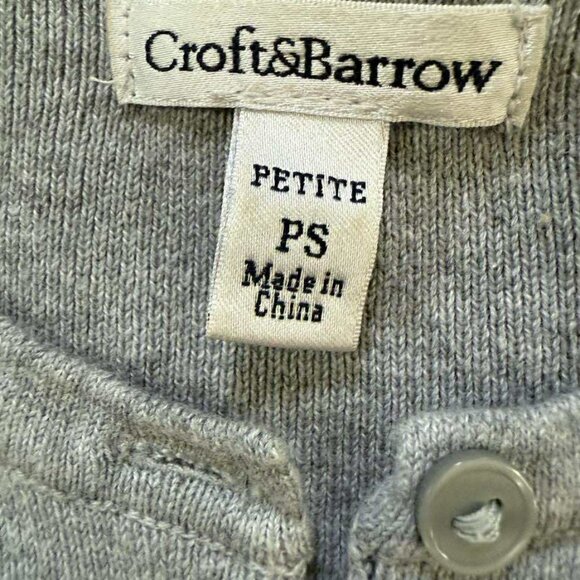 Croft&Barrow
PETITE
PS
Made in
China